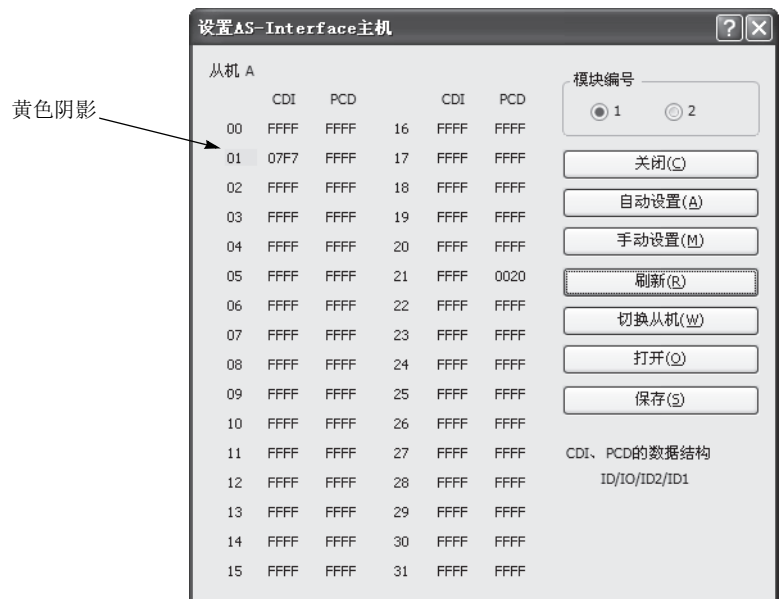 设置AS-Interface主机
从机 A
模块编号
1 2
黄色阴影
CDI PCD CDI PCD
00 FFFF FFFF 16 FFFF FFFF
01 07F7 FFFF 17 FFFF FFFF
02 FFFF FFFF 18 FFFF FFFF
03 FFFF FFFF 19 FFFF FFFF
04 FFFF FFFF 20 FFFF FFFF
05 FFFF FFFF 21 FFFF 0020
06 FFFF FFFF 22 FFFF FFFF
07 FFFF FFFF 23 FFFF FFFF
08 FFFF FFFF 24 FFFF FFFF
09 FFFF FFFF 25 FFFF FFFF
10 FFFF FFFF 26 FFFF FFFF
11 FFFF FFFF 27 FFFF FFFF
12 FFFF FFFF 28 FFFF FFFF
13 FFFF FFFF 29 FFFF FFFF
14 FFFF FFFF 30 FFFF FFFF
15 FFFF FFFF 31 FFFF FFFF
关闭(C)
自动设置(A)
手动设置(M)
刷新(R)
切换从机(W)
打开(O)
保存(S)
CDI、PCD的数据结构
ID/IO/ID2/ID1